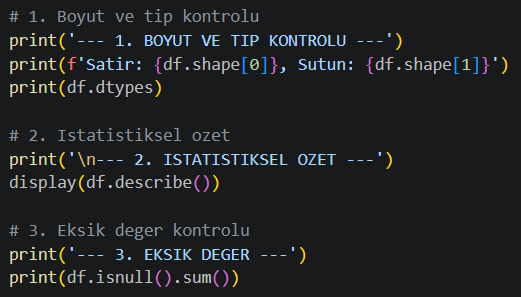 # 1. Boyut ve tip kontrolu
print('--- 1. BOYUT VE TIP KONTROLU ---')
print(f'Satir: {df.shape[0]}, Sutun: {df.shape[1]}')
print(df.dtypes)

# 2. Istatistiksel ozet
print('\n--- 2. ISTATISTIKSEL OZET ---')
display(df.describe())

# 3. Eksik deger kontrolu
print('--- 3. EKSIK DEGER ---')
print(df.isnull().sum())